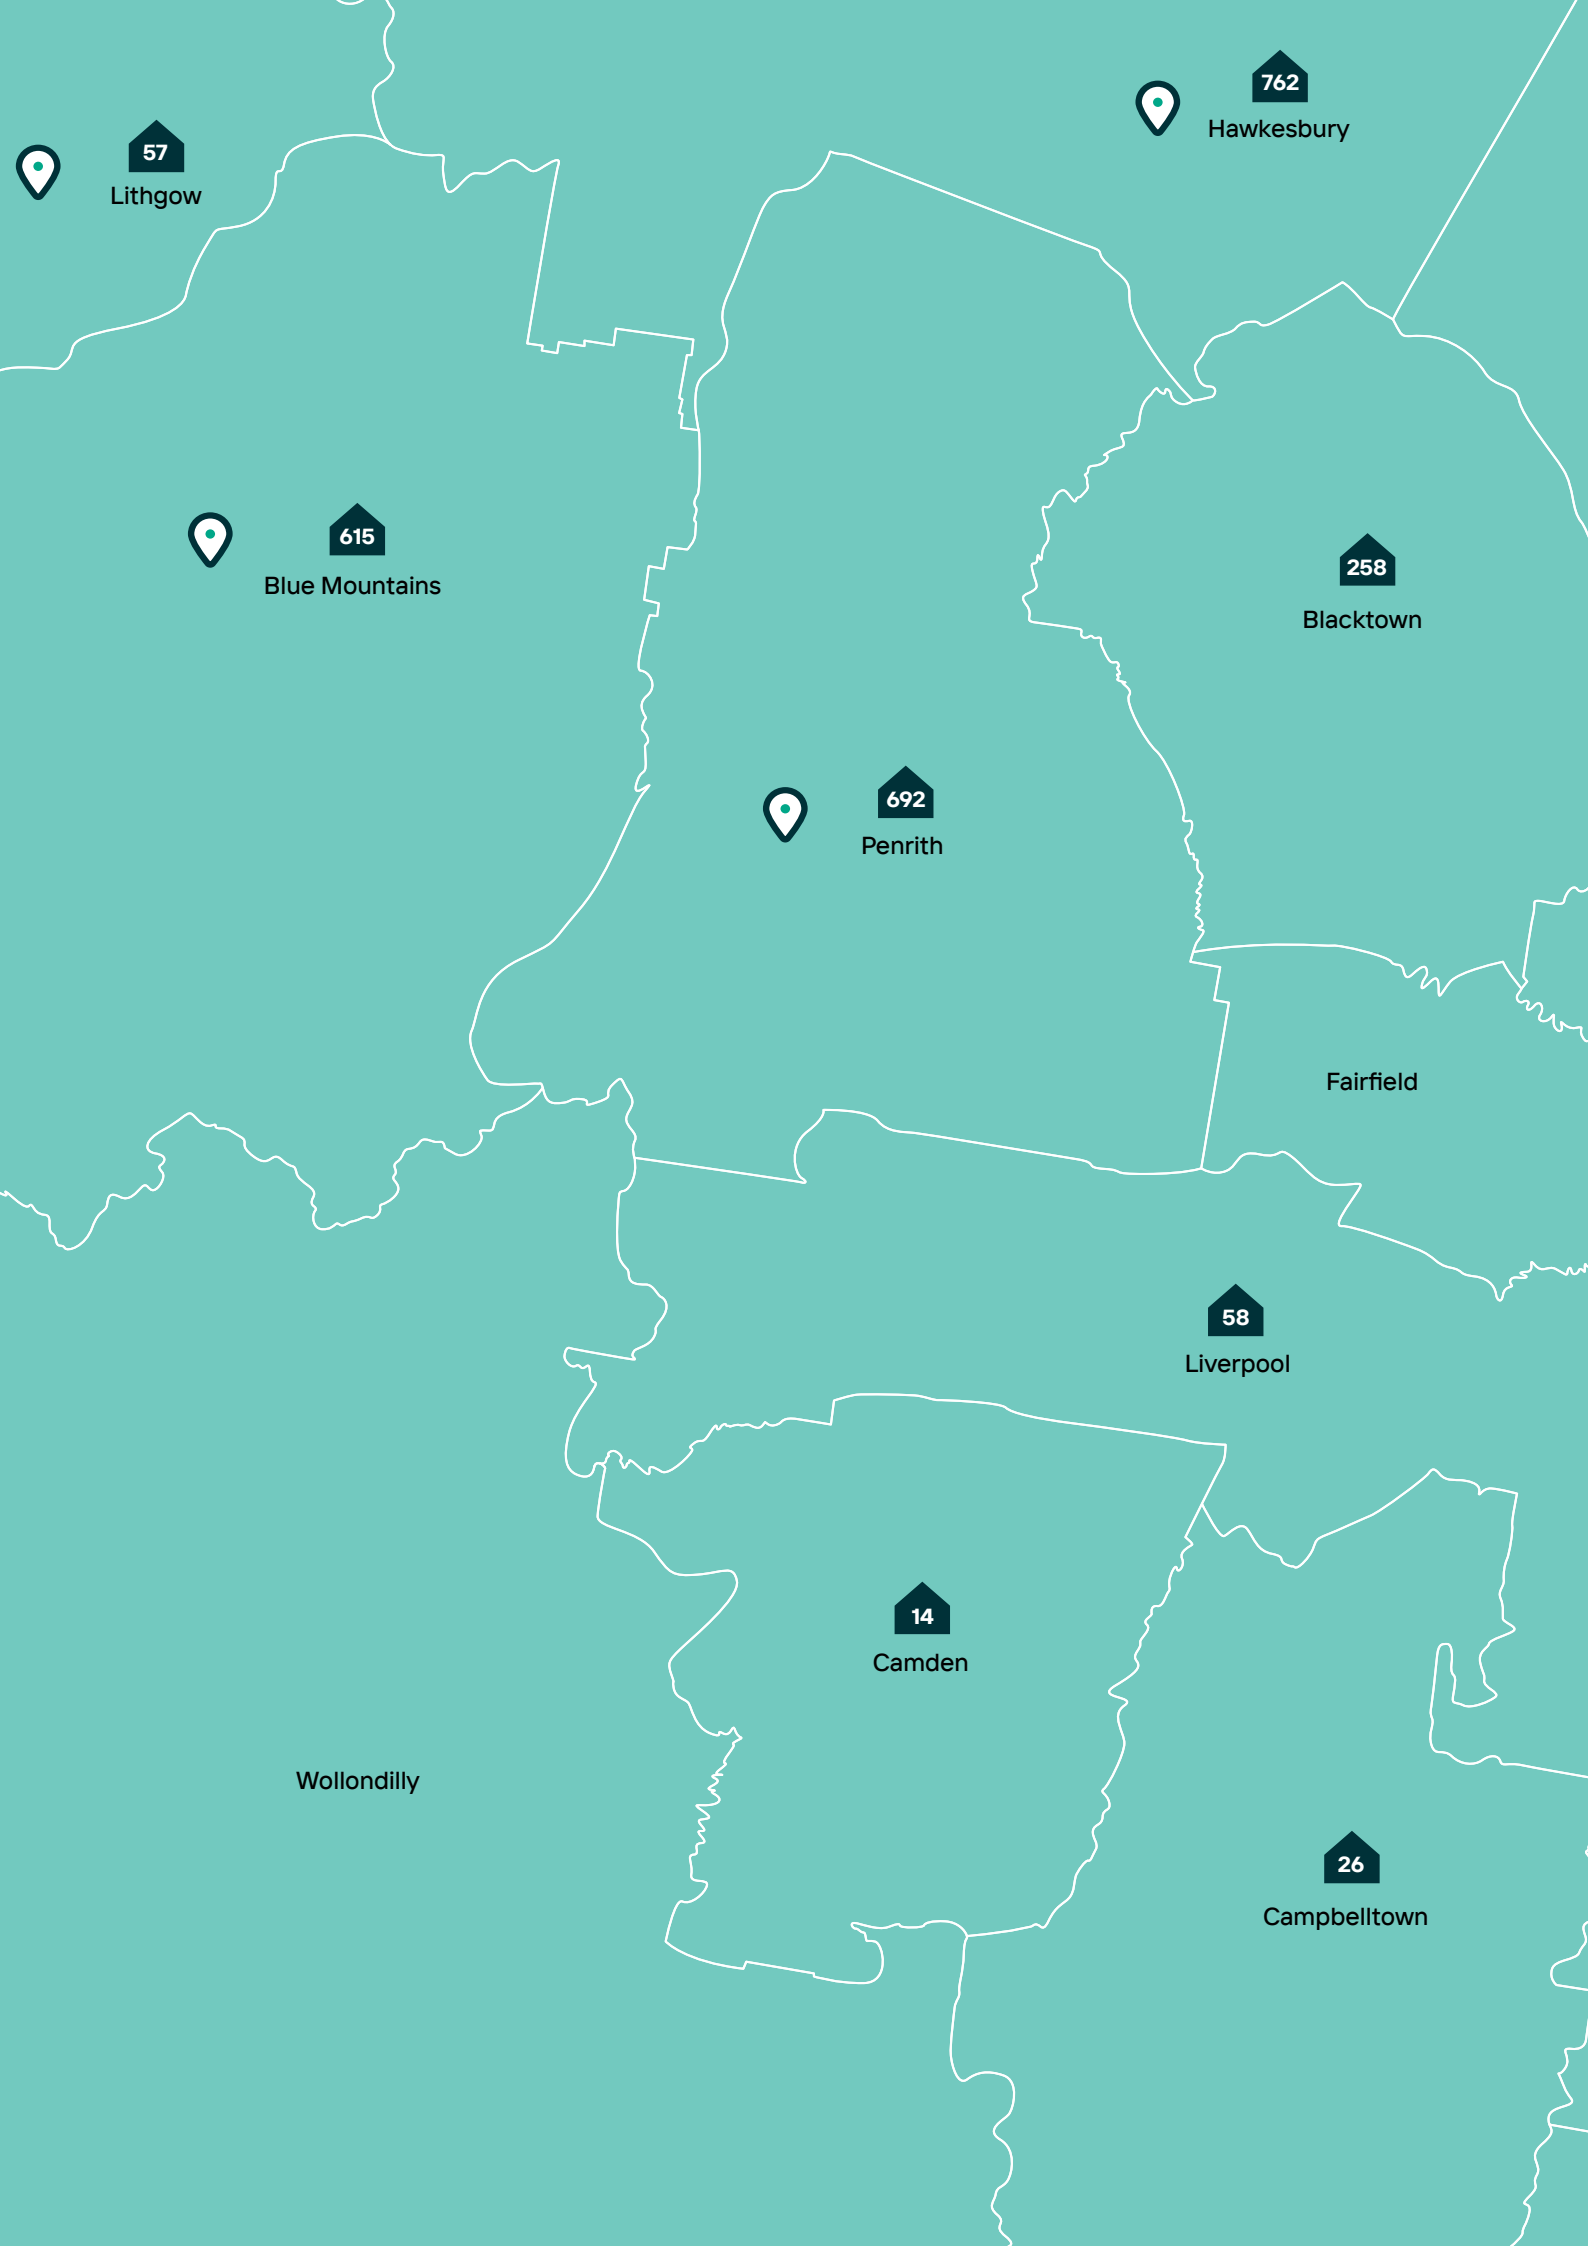 762
Hawkesbury
57
Lithgow
615
Blue Mountains
258
Blacktown
692
Penrith
Fairfield
58
Liverpool
14
Camden
Wollondilly
26
Campbelltown